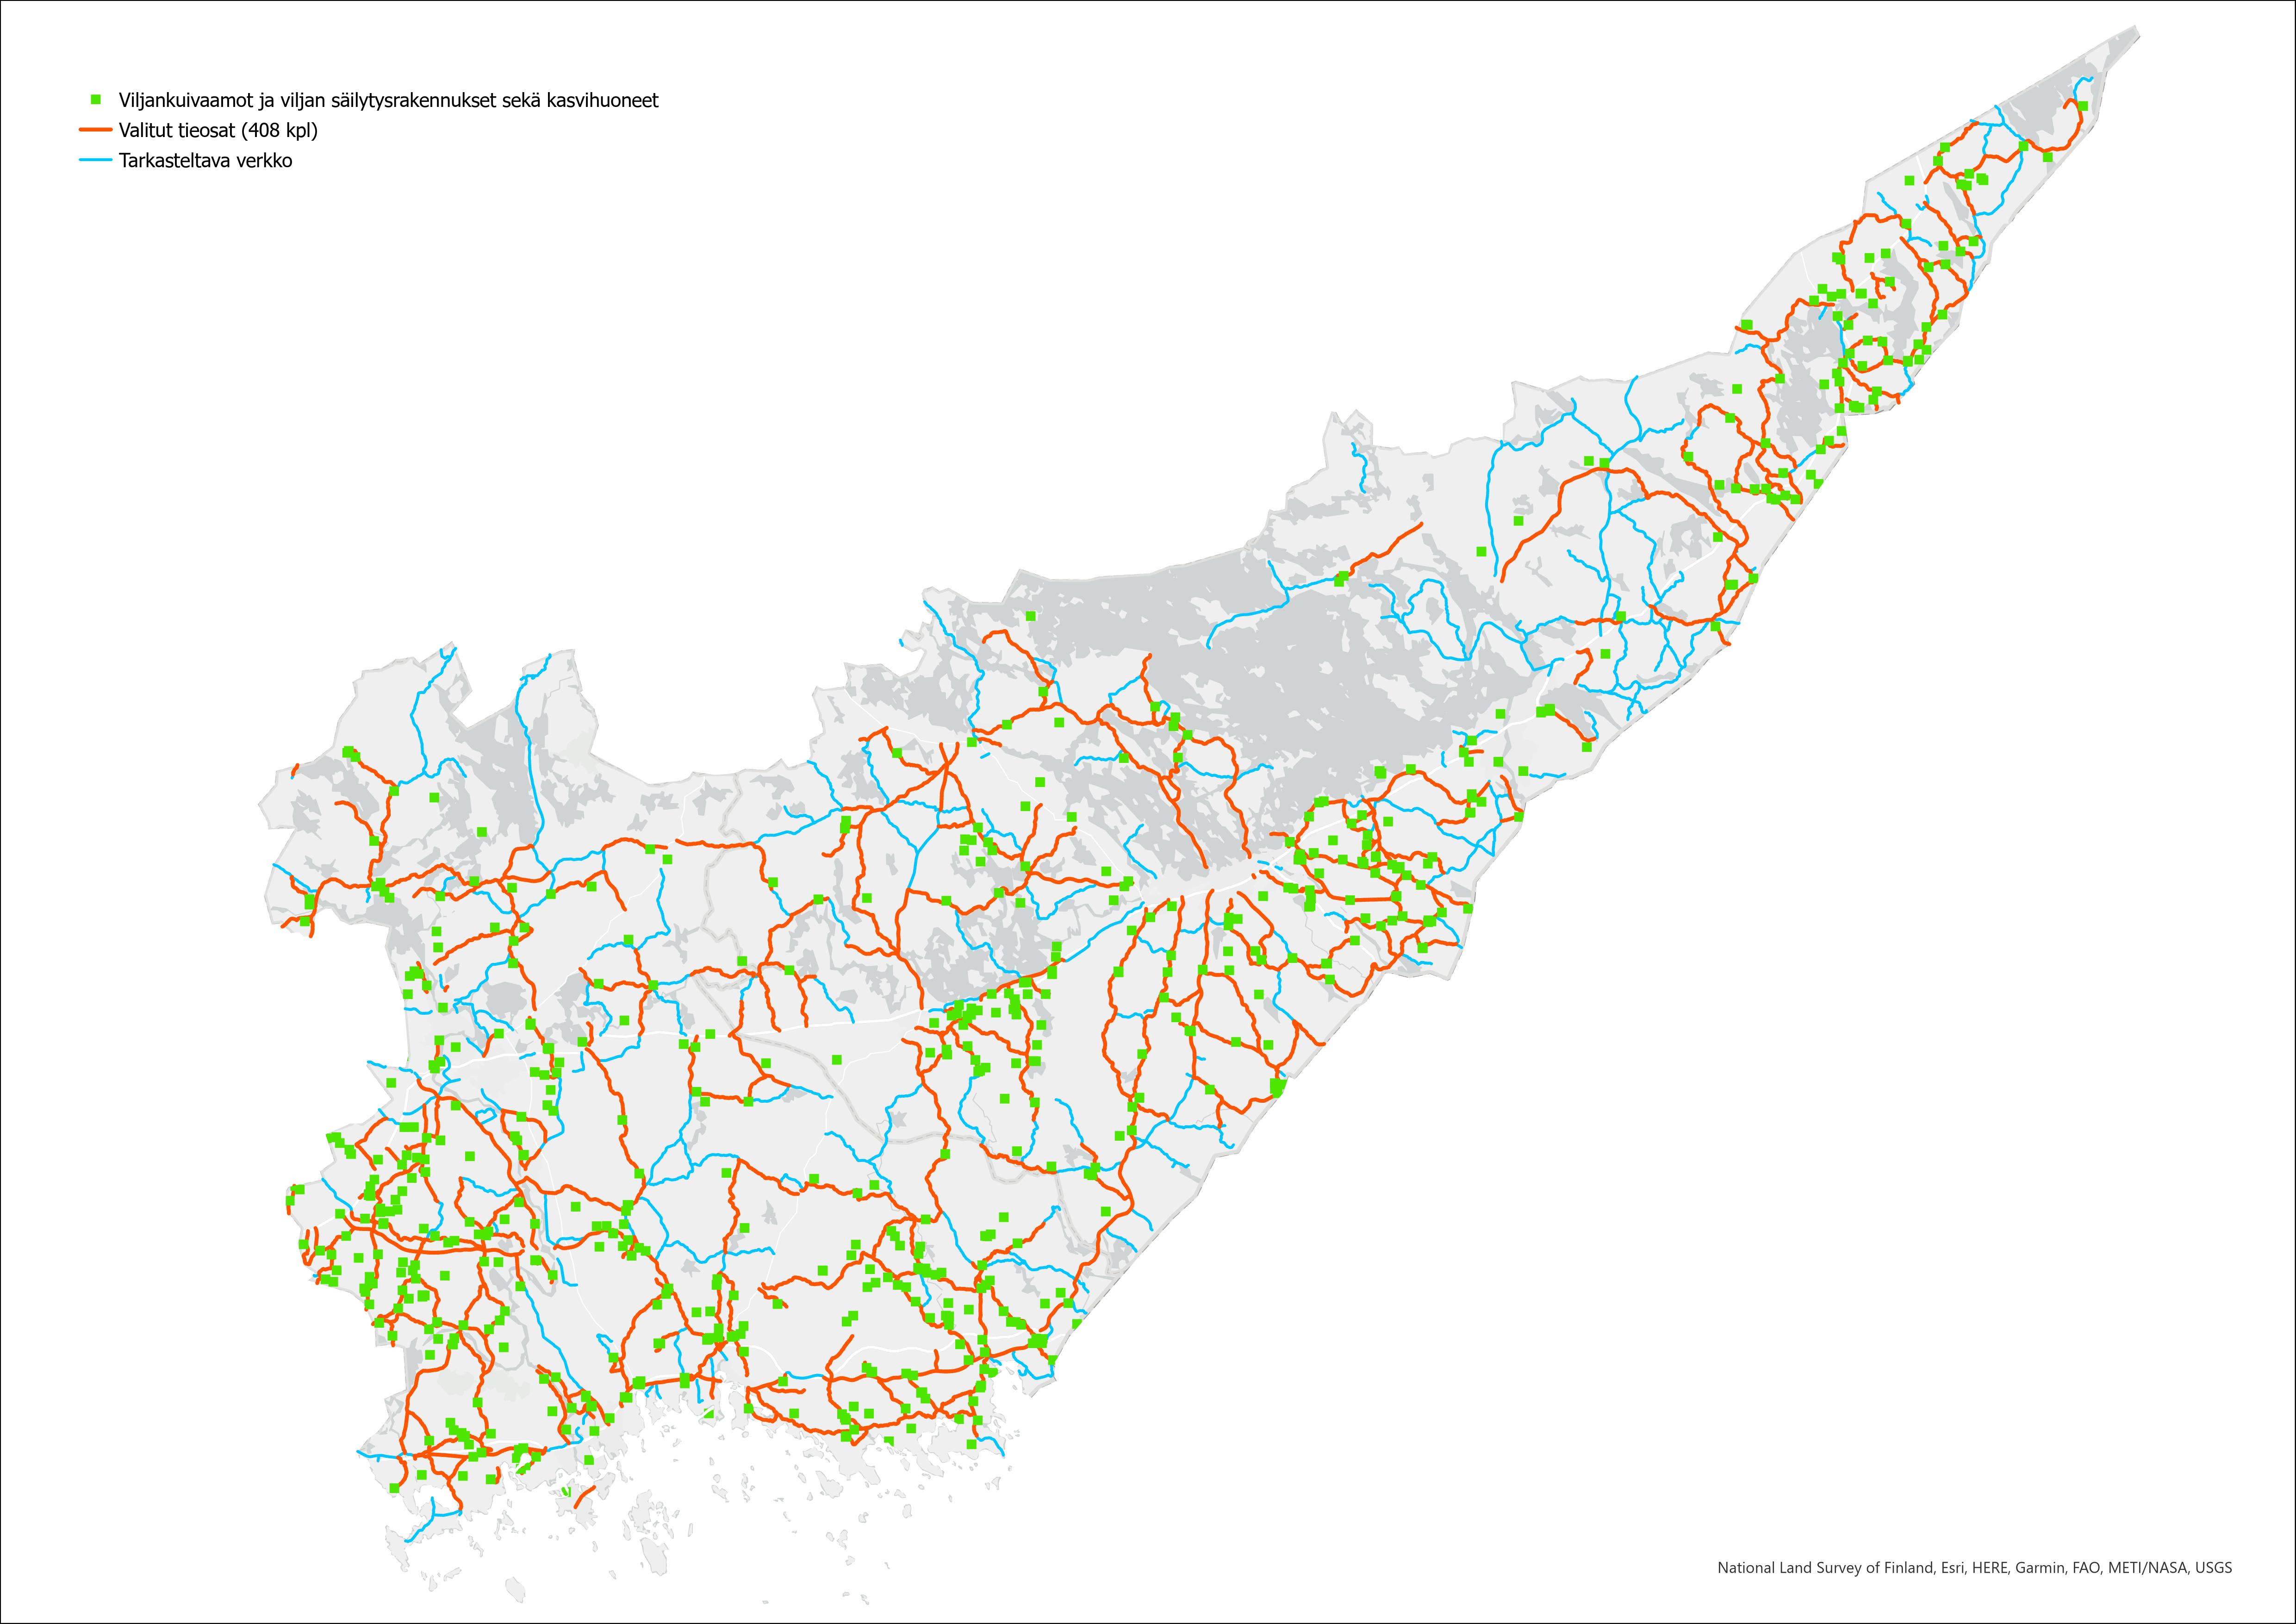 Viljankuivaamot ja viljan säilytysrakennukset sekä kasvihuoneet
Valitut tieosat (408 kpl)
Tarkasteltava verkko
National Land Survey of Finland, Esri, HERE, Garmin, FAO, METI/NASA, USGS